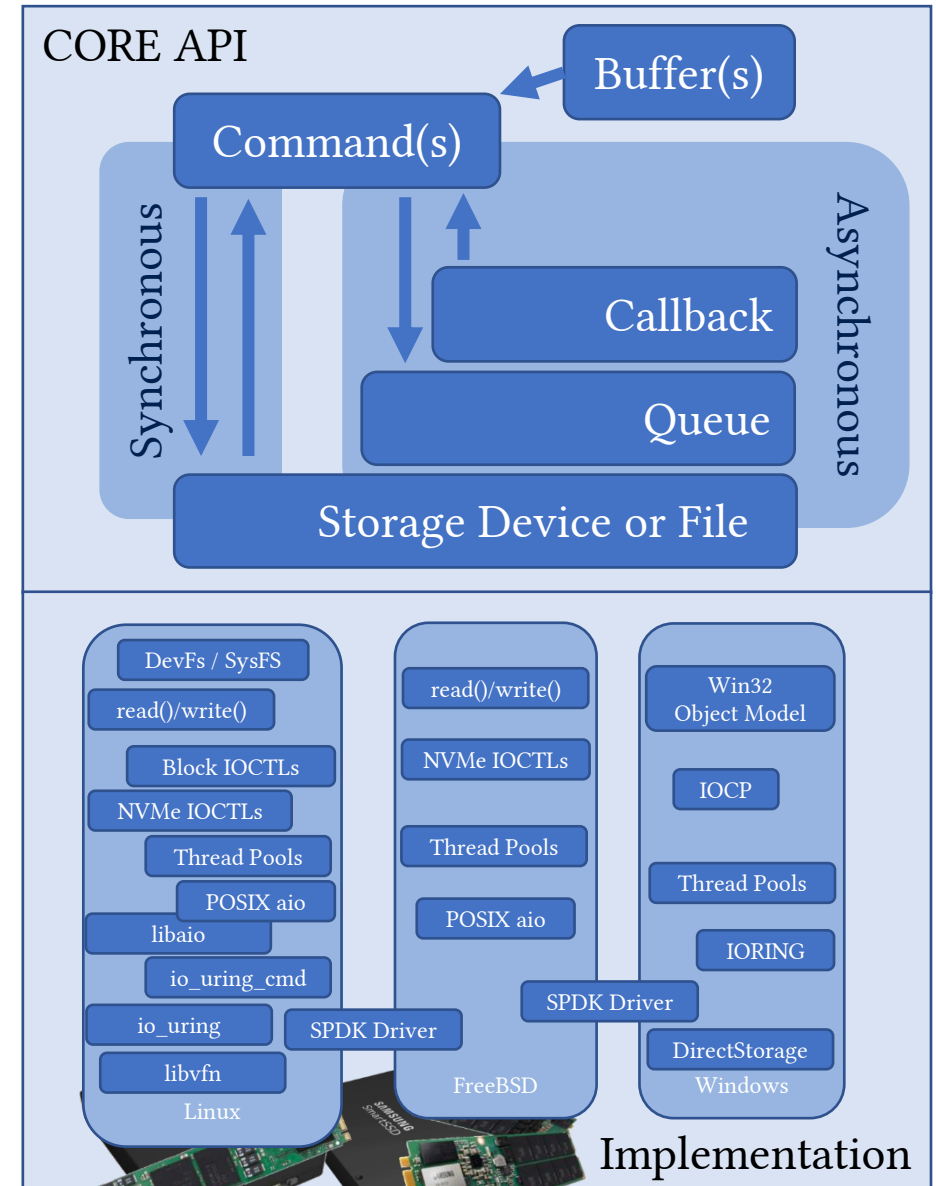 CORE API
Buffer(s)
Command(s)
Synchronous
Asynchronous
Callback
Queue
Storage Device or File
DevFs / SysFS
read()/write()
Block IOCTLs
NVMe IOCTLs
Thread Pools
POSIX aio
libaio
io_uring_cmd
io_uring
SPDK Driver
libvfn
Linux
read()/write()
NVMe IOCTLs
Thread Pools
POSIX aio
SPDK Driver
FreeBSD
Win32
Object Model
IOCP
Thread Pools
IORING
DirectStorage
Windows
SAMSUNG
SmartSSD
Implementation